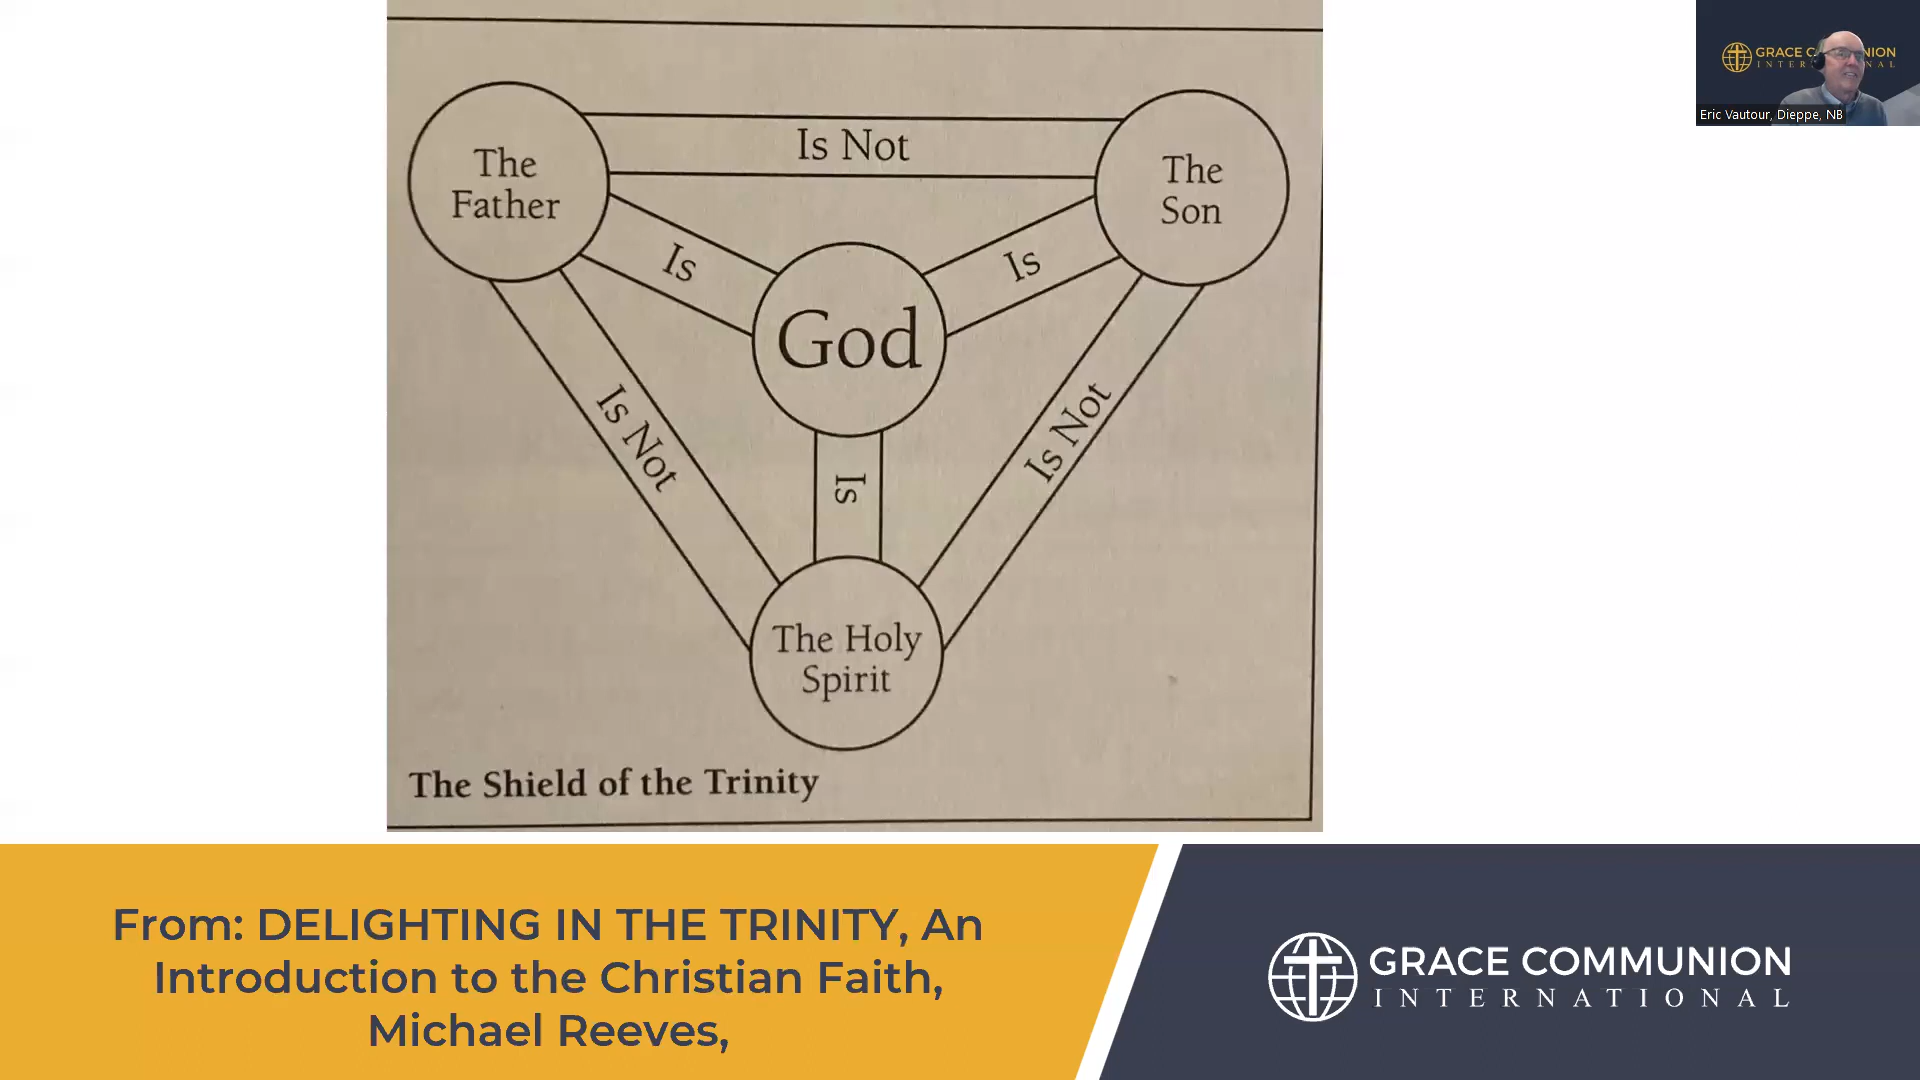 Is Not
The
Father
The
Son
Is
Is
God
Is Not
Is Not
Is
The Holy
Spirit
The Shield of the Trinity
From: DELIGHTING IN THE TRINITY, An
Introduction to the Christian Faith,
Michael Reeves,
GRACE COMMUNION
INTERNATIONAL
Eric Vautour, Dieppe, NB